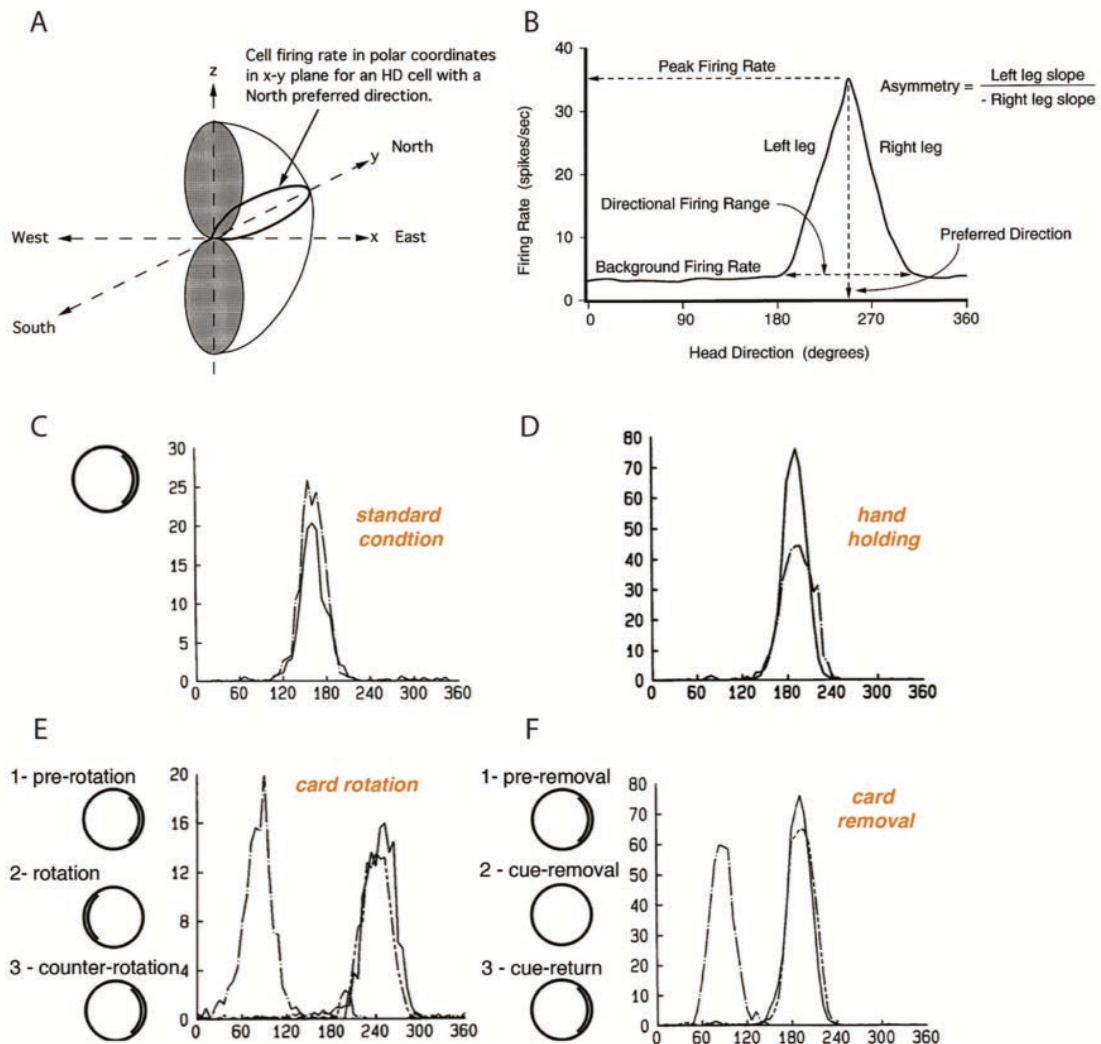 A
Cell firing rate in polar coordinates
in x-y plane for an HD cell with a
North preferred direction.
z
y
North
West
x
East
South
B
40
30
20
10
0
Firing Rate (spikes/sec)
Peak Firing Rate
Asymmetry = Left leg slope
- Right leg slope
Left leg
Right leg
Directional Firing Range
Preferred Direction
Background Firing Rate
0 90 180 270 360
Head Direction (degrees)
C
30
25
20
15
10
5
0
standard
condtion
0 60 120 180 240 300 360
D
80
70
60
50
40
30
20
10
0
hand
holding
0 60 120 180 240 300 360
E
1- pre-rotation
2- rotation
3 - counter-rotation
20
16
12
8
4
0
card rotation
0 60 120 180 240 300 360
F
1- pre-removal
2 - cue-removal
3 - cue-return
80
70
60
50
40
30
20
10
0
card
removal
0 60 120 180 240 300 360